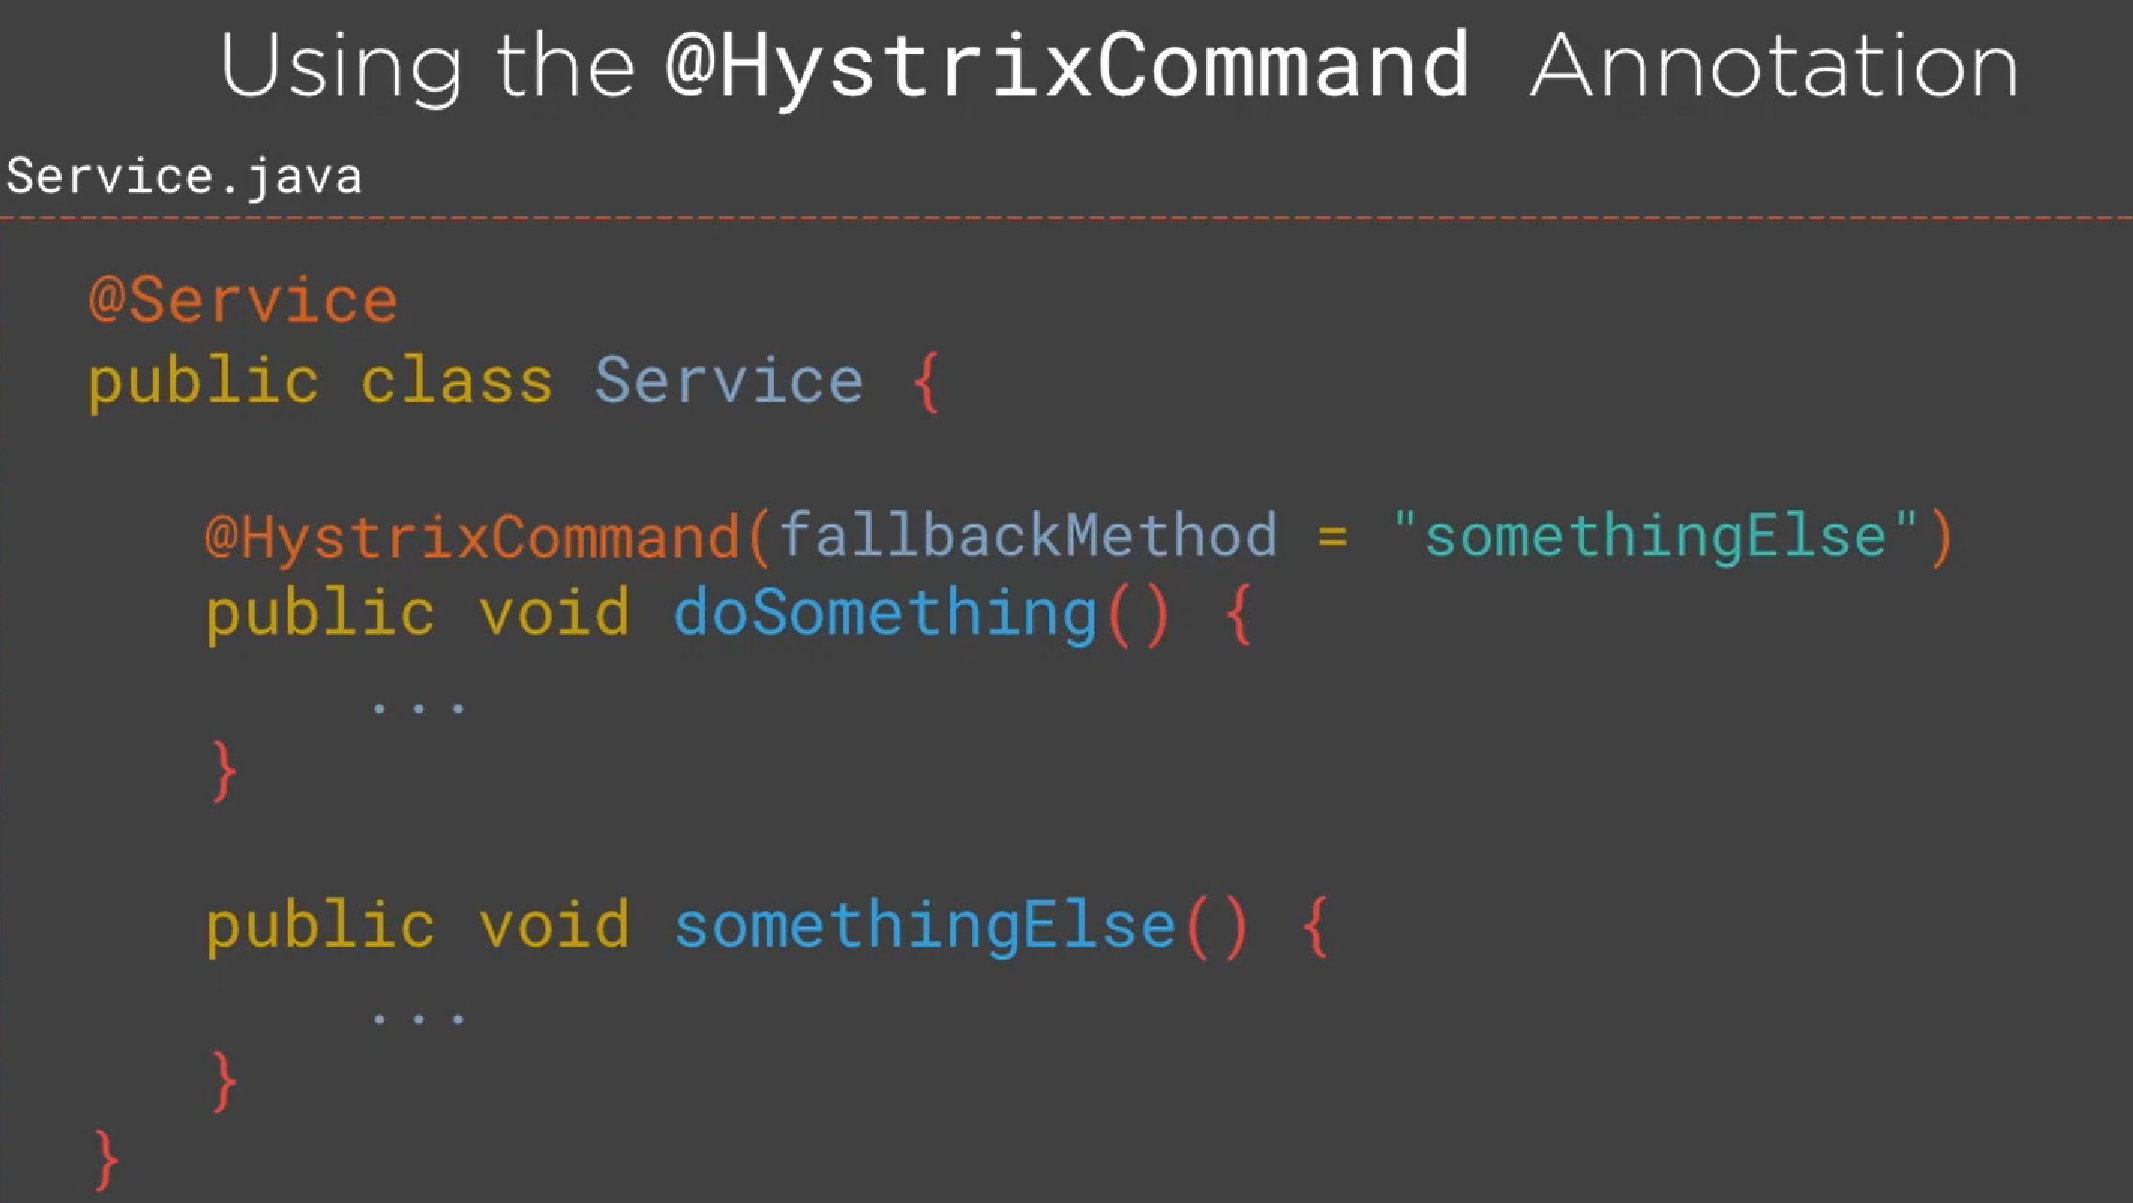 Using the @HystrixCommand Annotation
Service.java
@Service
public class Service {
@HystrixCommand(fallbackMethod = "somethingElse")
public void doSomething() {
...
}
public void somethingElse() {
...
}
}